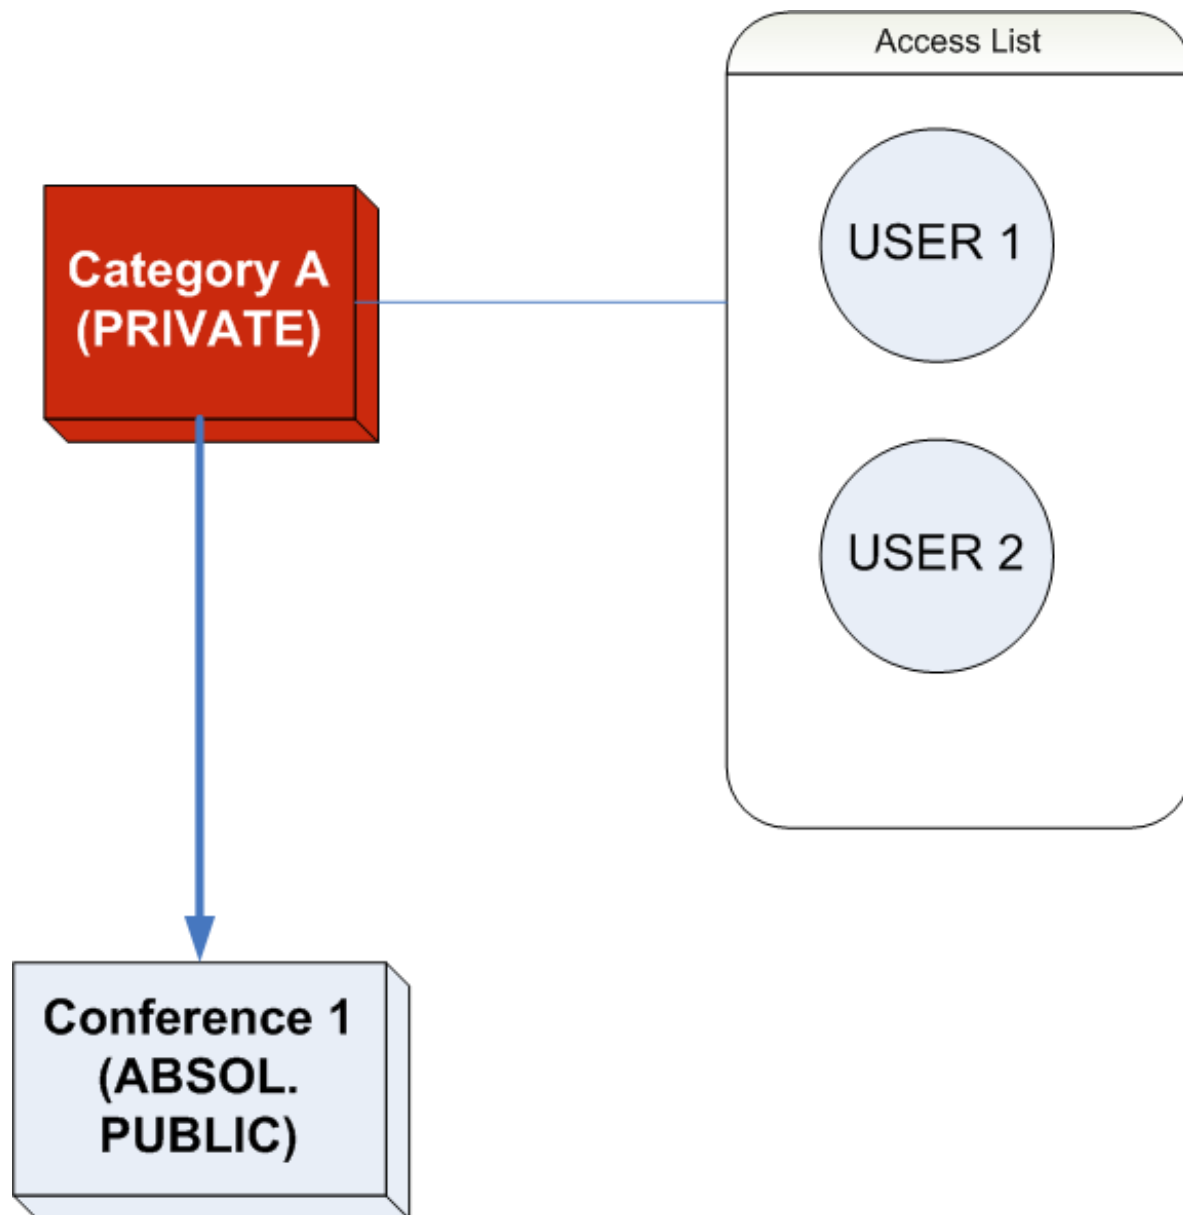 Access List
USER 1
Category A
(PRIVATE)
USER 2
Conference 1
(ABSOL.
PUBLIC)